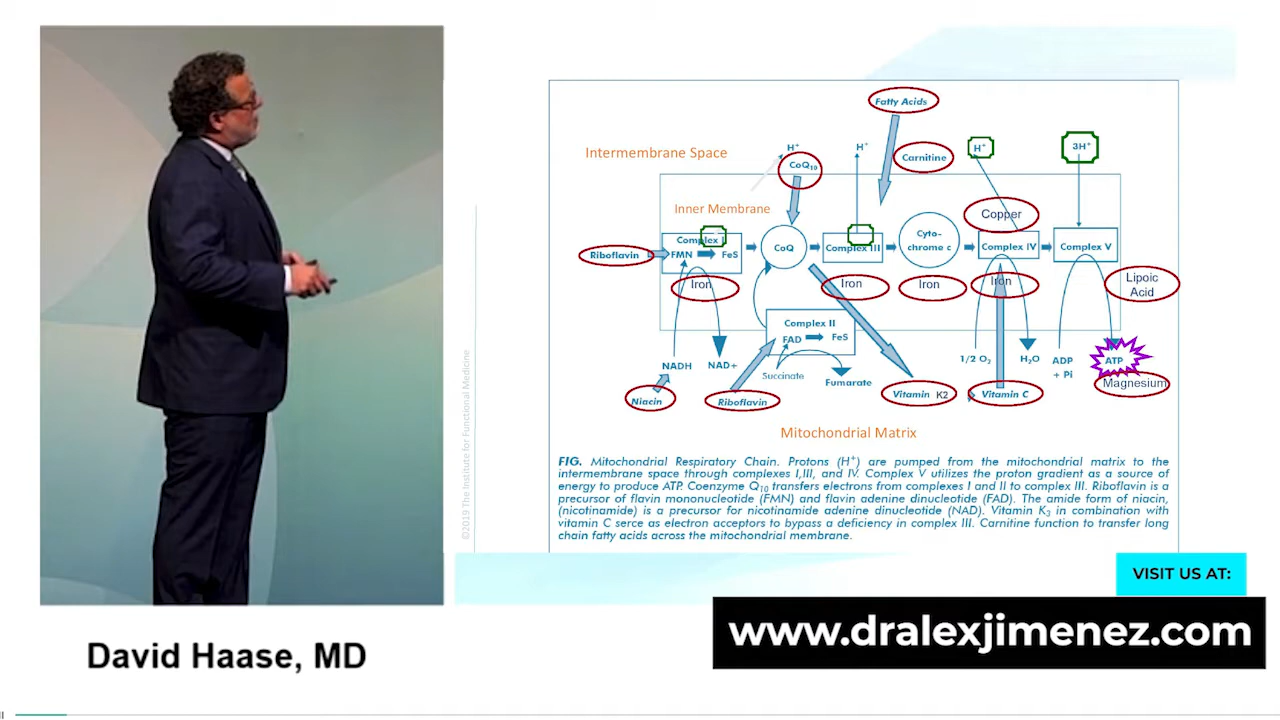 Fatty Acids
Intermembrane Space
H⁺
CoQ₁₀
H⁺
Carnitine
H⁺
3H⁺
Inner Membrane
Copper
Complex I
FMN FeS
Riboflavin
CoQ
Complex III
Cyto-
chrome c
Complex IV
Complex V
Iron
Iron
Iron
Iron
Lipoic
Acid
Complex II
FAD FeS
NADH
NAD+
Succinate
Fumarate
1/2 O₂
H₂O
ADP
+ Pi
ATP
Magnesium
Niacin
Riboflavin
Vitamin K2
Vitamin C
Mitochondrial Matrix
FIG. Mitochondrial Respiratory Chain. Protons (H⁺) are pumped from the mitochondrial matrix to the
intermembrane space through complexes I,III, and IV. Complex V utilizes the proton gradient as a source of
energy to produce ATP. Coenzyme Q₁₀ transfers electrons from complexes I and II to complex III. Riboflavin is a
precursor of flavin mononucleotide (FMN) and flavin adenine dinucleotide (FAD). The amide form of niacin,
(nicotinamide) is a precursor for nicotinamide adenine dinucleotide (NAD). Vitamin K₃ in combination with
vitamin C serce as electron acceptors to bypass a deficiency in complex III. Carnitine function to transfer long
chain fatty acids across the mitochondrial membrane.
©2019 The Institute for Functional Medicine
VISIT US AT:
www.dralexjimenez.com
David Haase, MD